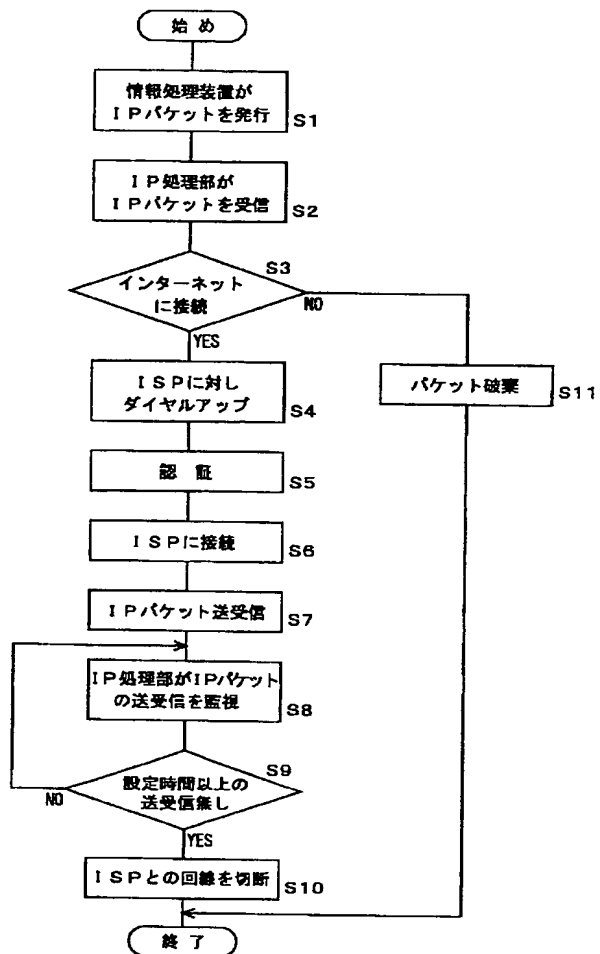 始め
情報処理装置が
IPパケットを発行
S1
IP処理部が
IPパケットを受信
S2
S3
インターネット
に接続
NO
YES
ISPに対し
ダイヤルアップ
S4
パケット破棄
S11
認証
S5
ISPに接続
S6
IPパケット送受信
S7
IP処理部がIPパケット
の送受信を監視
S8
S9
設定時間以上の
送受信無し
NO
YES
ISPとの回線を切断
S10
終了